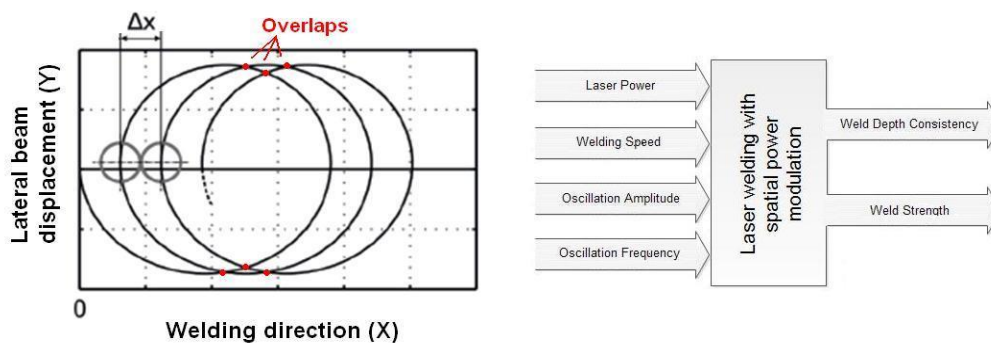 Δx
Overlaps
Lateral beam
displacement (Y)
0
Welding direction (X)
Laser Power
Welding Speed
Oscillation Amplitude
Oscillation Frequency
Laser welding with
spatial power
modulation
Weld Depth Consistency
Weld Strength